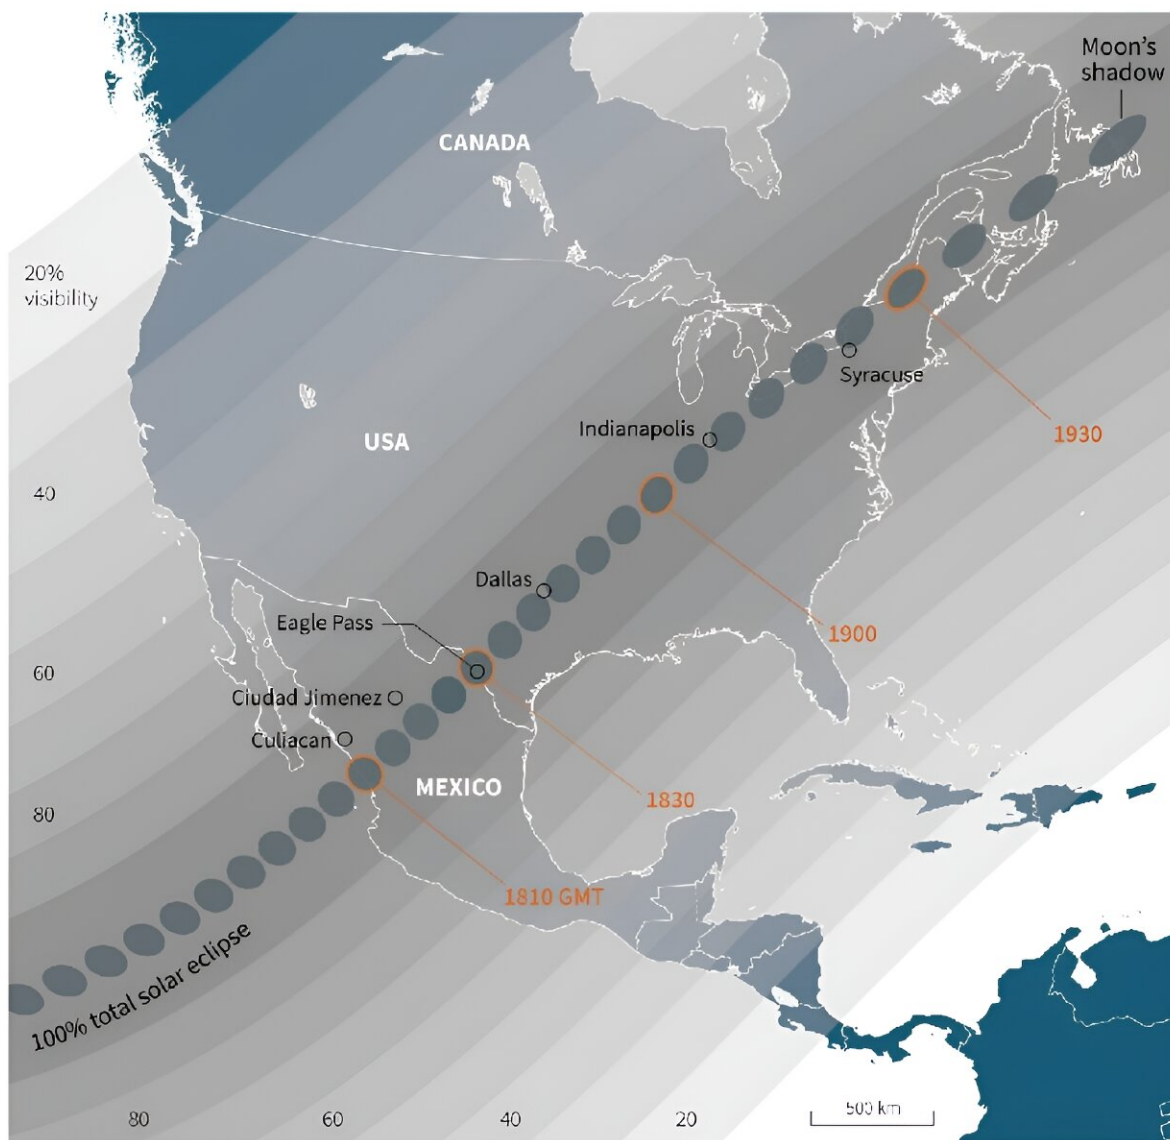 Moon's
shadow
CANADA
20%
visibility
Syracuse
Indianapolis
1930
USA
40
Dallas
Eagle Pass
1900
60
Ciudad Jimenez
Culiacan
MEXICO
1830
80
1810 GMT
100% total solar eclipse
80
60
40
20
500 km